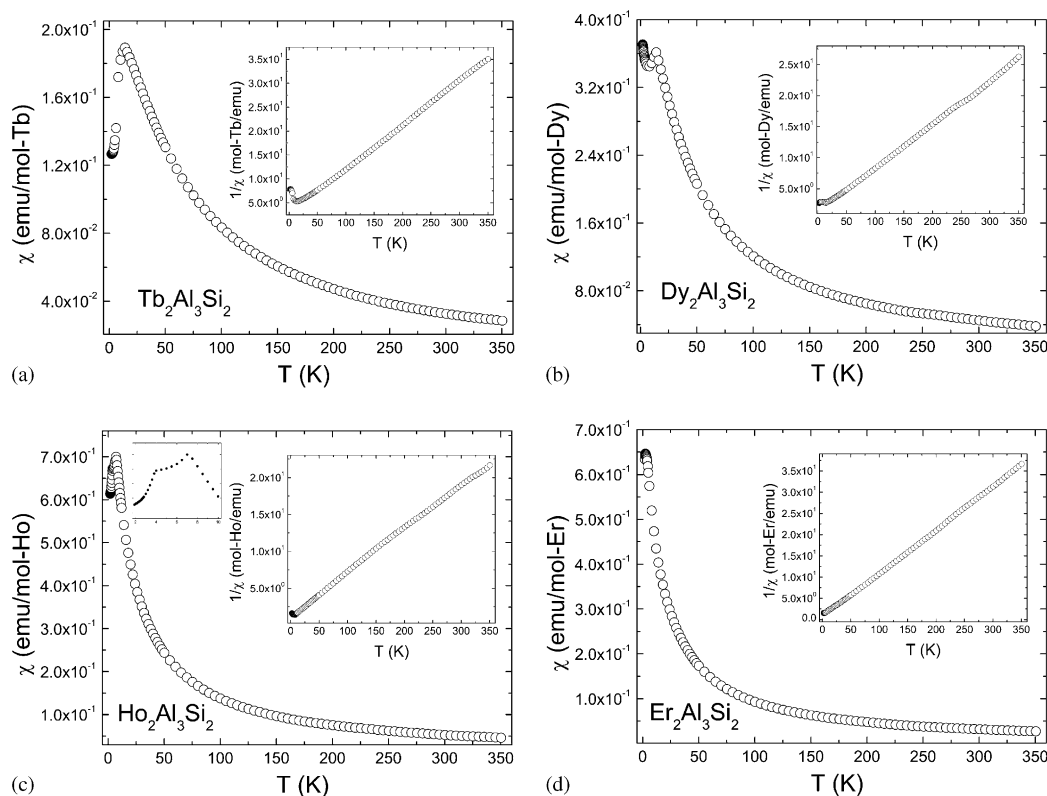 2.0x10⁻¹
1.6x10⁻¹
1.2x10⁻¹
8.0x10⁻²
4.0x10⁻²
χ (emu/mol-Tb)
3.5x10¹
3.0x10¹
2.5x10¹
2.0x10¹
1.5x10¹
1.0x10¹
5.0x10⁰
1/χ (mol-Tb/emu)
0 50 100 150 200 250 300 350
T (K)
Tb₂Al₃Si₂
0 50 100 150 200 250 300 350
(a) T (K)
4.0x10⁻¹
3.2x10⁻¹
2.4x10⁻¹
1.6x10⁻¹
8.0x10⁻²
χ (emu/mol-Dy)
2.5x10¹
2.0x10¹
1.5x10¹
1.0x10¹
5.0x10⁰
1/χ (mol-Dy/emu)
0 50 100 150 200 250 300 350
T (K)
Dy₂Al₃Si₂
0 50 100 150 200 250 300 350
(b) T (K)
7.0x10⁻¹
6.0x10⁻¹
5.0x10⁻¹
4.0x10⁻¹
3.0x10⁻¹
2.0x10⁻¹
1.0x10⁻¹
χ (emu/mol-Ho)
2 4 6 8 10
2.0x10¹
1.5x10¹
1.0x10¹
5.0x10⁰
1/χ (mol-Ho/emu)
0 50 100 150 200 250 300 350
T (K)
Ho₂Al₃Si₂
0 50 100 150 200 250 300 350
(c) T (K)
7.0x10⁻¹
6.0x10⁻¹
5.0x10⁻¹
4.0x10⁻¹
3.0x10⁻¹
2.0x10⁻¹
1.0x10⁻¹
χ (emu/mol-Er)
3.5x10¹
3.0x10¹
2.5x10¹
2.0x10¹
1.5x10¹
1.0x10¹
5.0x10⁰
0.0
1/χ (mol-Er/emu)
0 50 100 150 200 250 300 350
T (K)
Er₂Al₃Si₂
0 50 100 150 200 250 300 350
(d) T (K)